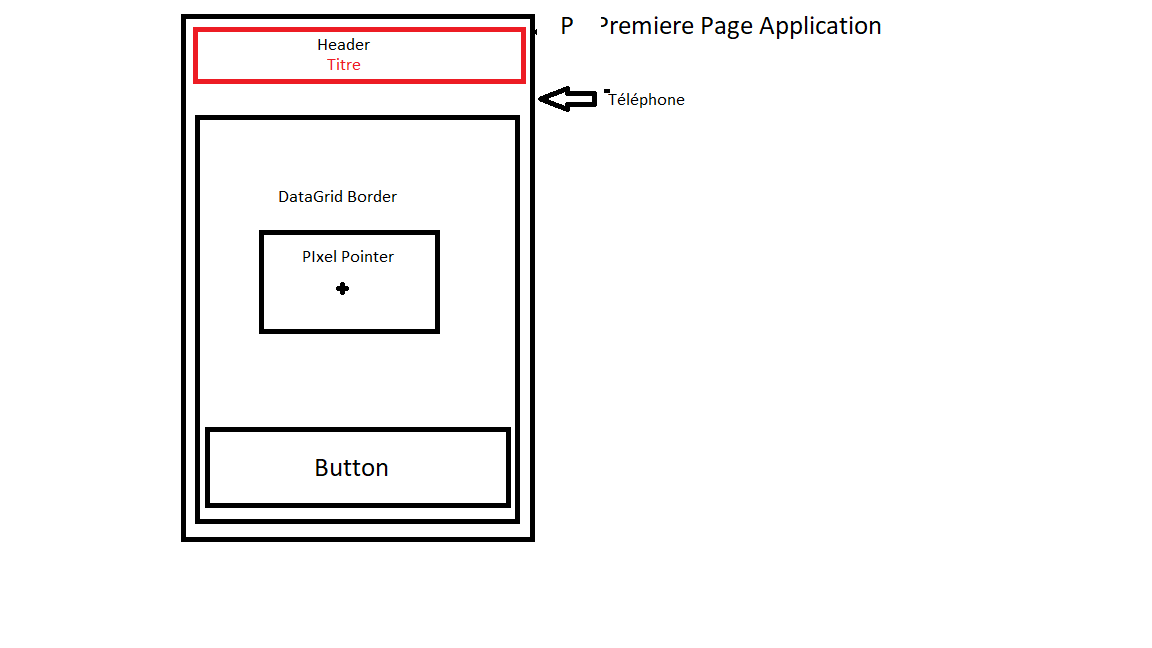 P Premiere Page Application
Header
Titre
Téléphone
DataGrid Border
PIxel Pointer
Button